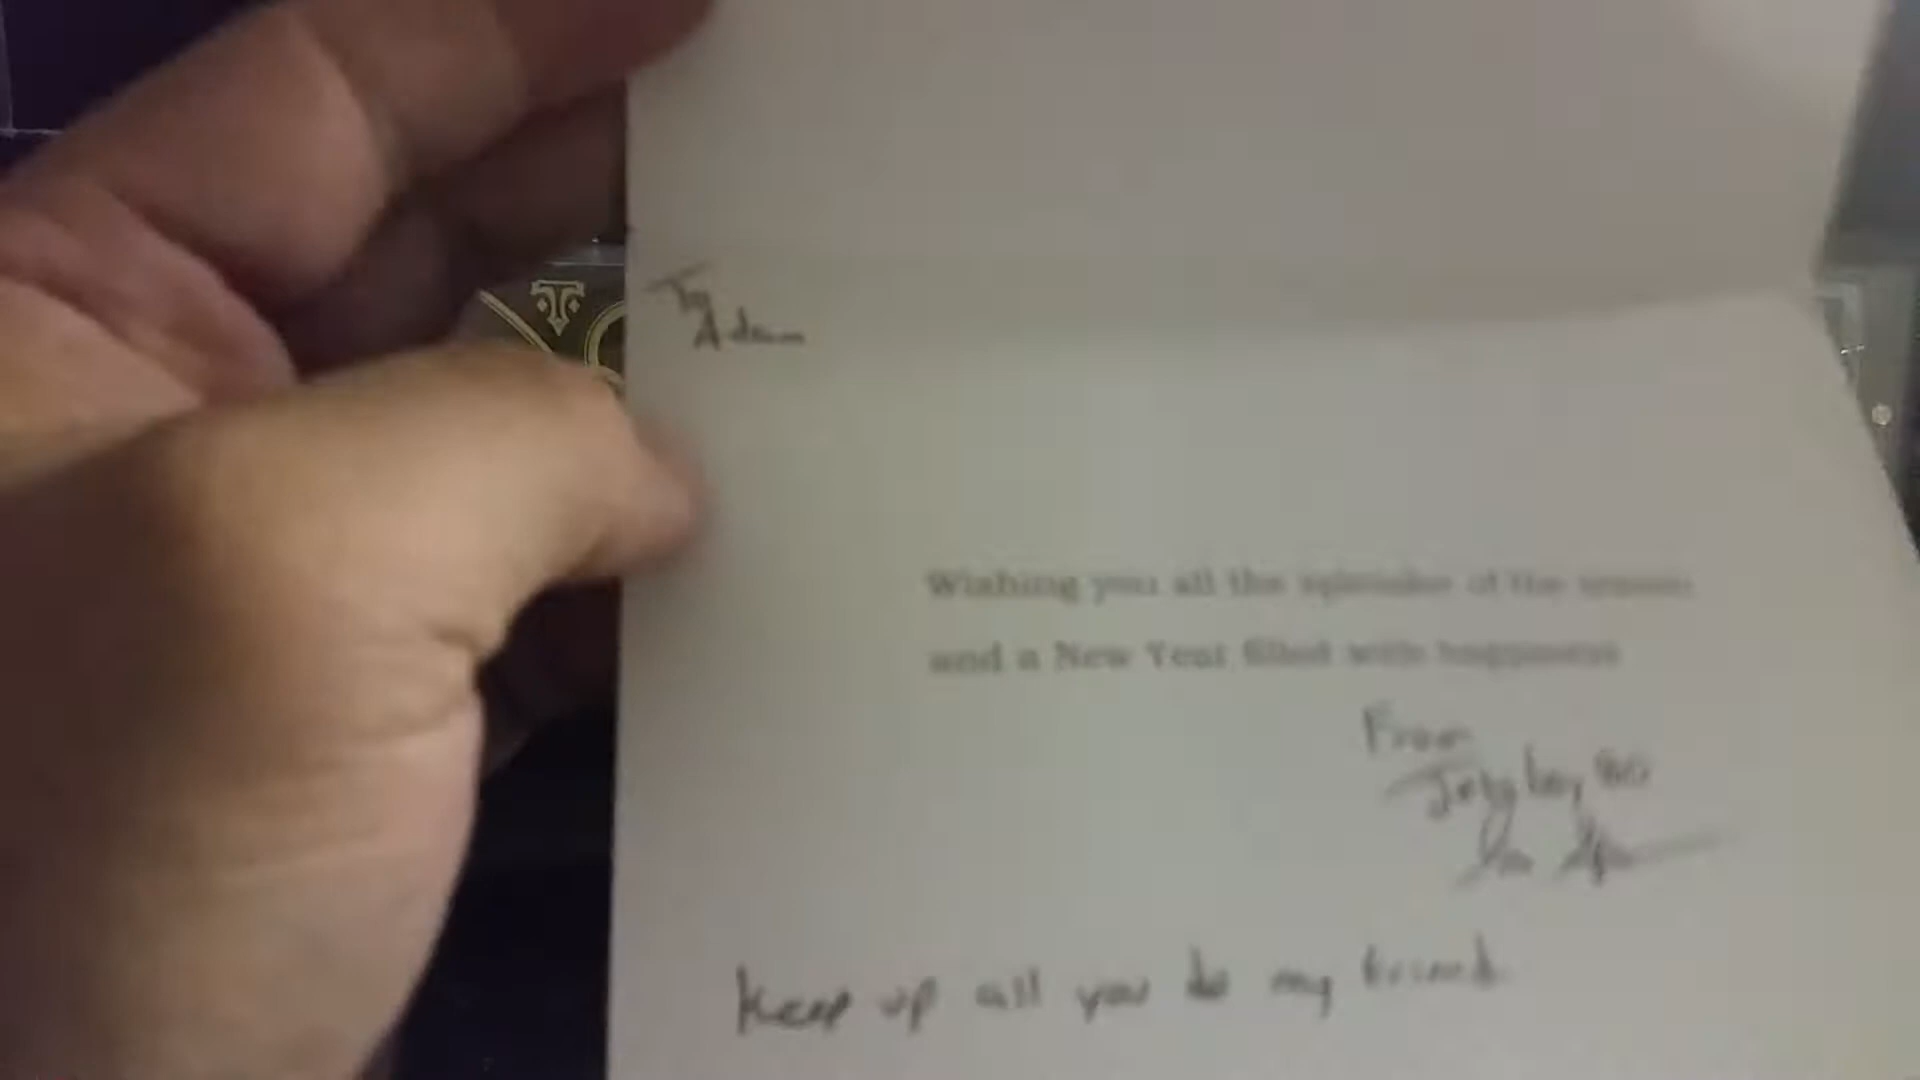 To
Adam
Wishing you all the splendor of the season
and a New Year filled with happiness
From
Keep up all you do my friend